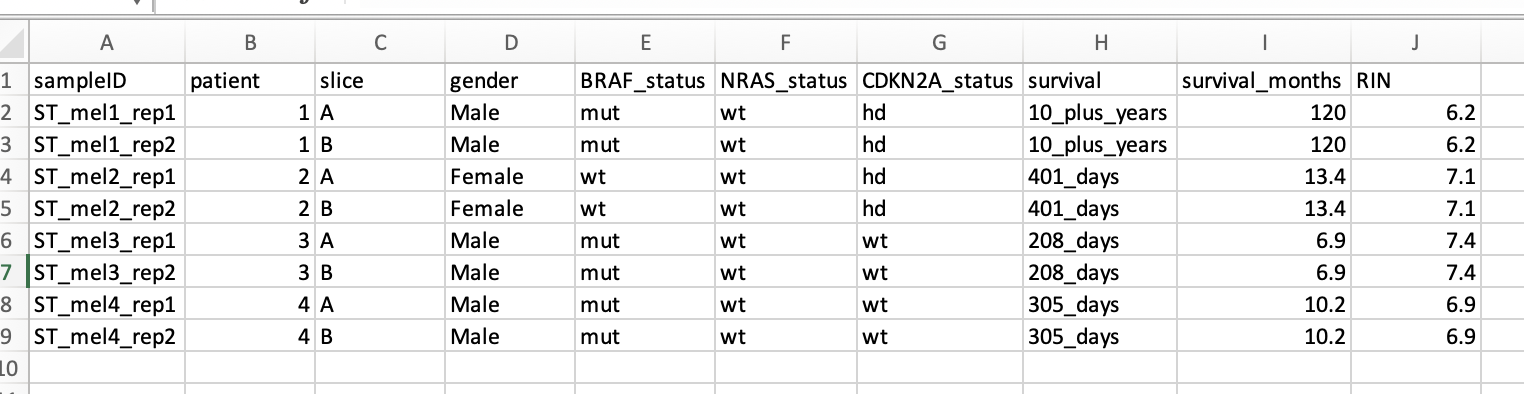 A B C D E F G H I J
1 sampleID patient slice gender BRAF_status NRAS_status CDKN2A_status survival survival_months RIN
2 ST_mel1_rep1 1 A Male mut wt hd 10_plus_years 120 6.2
3 ST_mel1_rep2 1 B Male mut wt hd 10_plus_years 120 6.2
4 ST_mel2_rep1 2 A Female wt wt hd 401_days 13.4 7.1
5 ST_mel2_rep2 2 B Female wt wt hd 401_days 13.4 7.1
6 ST_mel3_rep1 3 A Male mut wt wt 208_days 6.9 7.4
7 ST_mel3_rep2 3 B Male mut wt wt 208_days 6.9 7.4
8 ST_mel4_rep1 4 A Male mut wt wt 305_days 10.2 6.9
9 ST_mel4_rep2 4 B Male mut wt wt 305_days 10.2 6.9
10